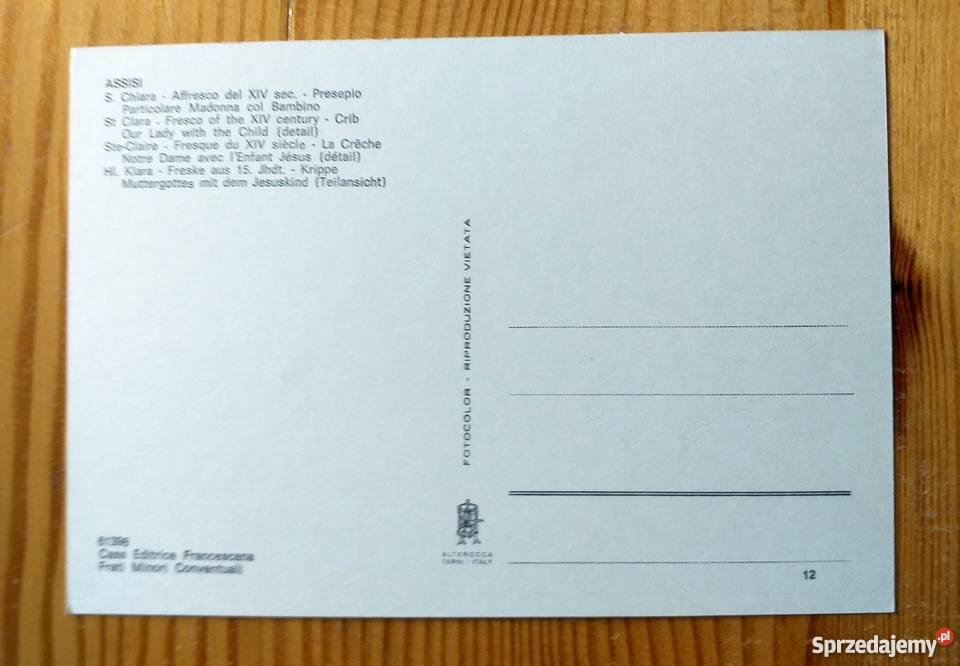 ASSISI
S. Chiara - Affresco del XIV sec. - Presepio
Particolare Madonna col Bambino
St Clara - Fresco of the XIV century - Crib
Our Lady with the Child (detail)
Ste-Claire - Fresque du XIV siècle - La Crêche
Notre Dame avec l'Enfant Jésus (détail)
Hl. Klara - Freske aus 15. Jhdt. - Krippe
Muttergottes mit dem Jesuskind (Teilansicht)
FOTOCOLOR - RIPRODUZIONE VIETATA
Casa Editrice Francescana
Frati Minori Conventuali
ALTEROCCA
TERNI - ITALY
12
Sprzedajemy.pl